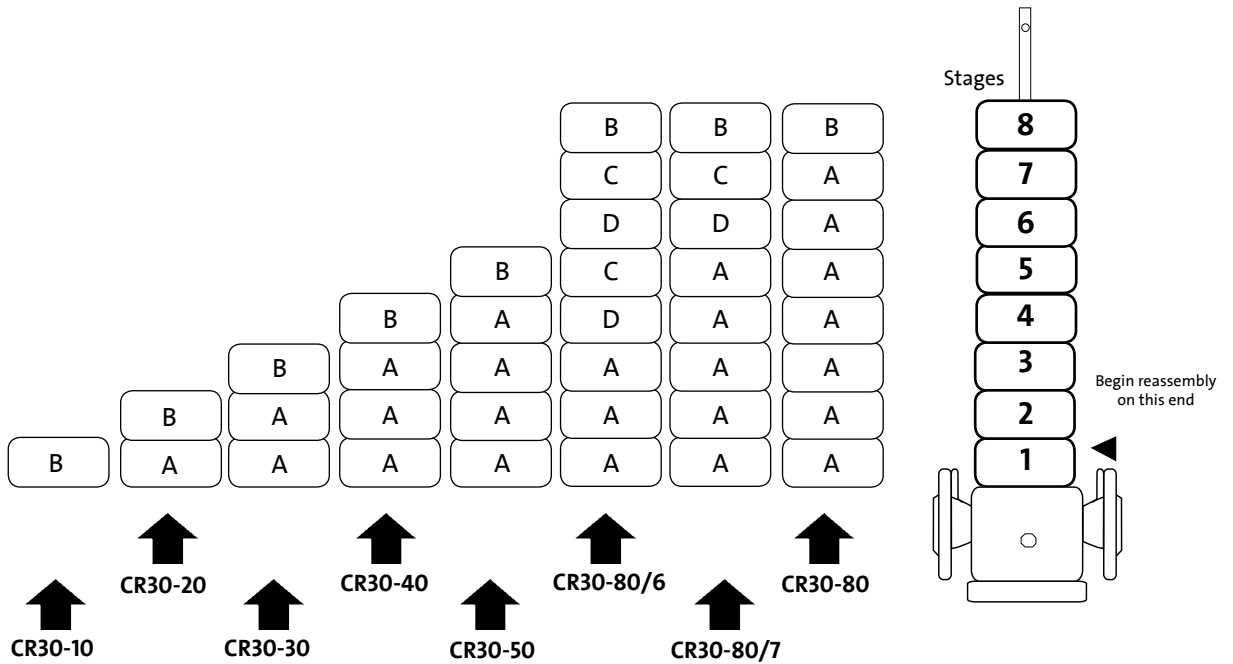 Stages
B B B 8
C C A 7
D D A 6
B C A A 5
B A D A A 4
B A A A A A 3
B A A A A A A 2
B A A A A A A A 1
Begin reassembly
on this end
CR30-20 CR30-40 CR30-80/6 CR30-80
CR30-10 CR30-30 CR30-50 CR30-80/7